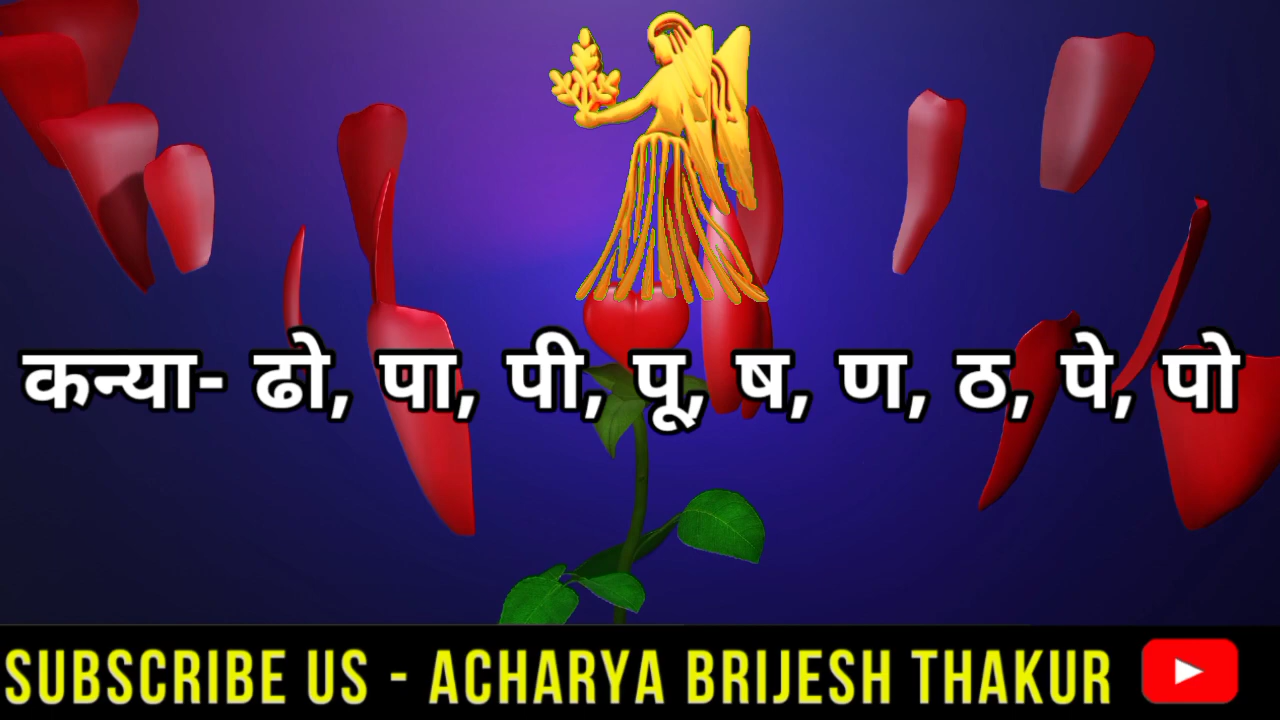 कन्या- ढो, पा, पी, पू, ष, ण, ठ, पे, पो
SUBSCRIBE US - ACHARYA BRIJESH THAKUR